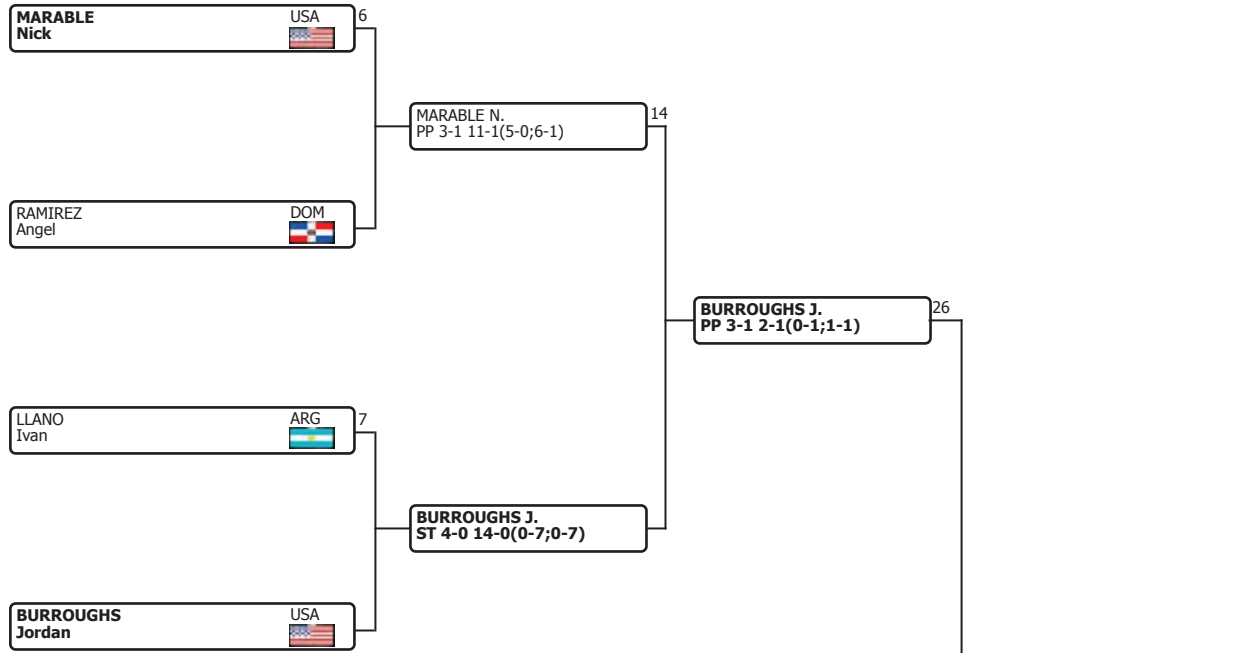 MARABLE USA 6
Nick
MARABLE N. 14
PP 3-1 11-1(5-0;6-1)
RAMIREZ DOM
Angel
BURROUGHS J. 26
PP 3-1 2-1(0-1;1-1)
LLANO ARG 7
Ivan
BURROUGHS J.
ST 4-0 14-0(0-7;0-7)
BURROUGHS USA
Jordan